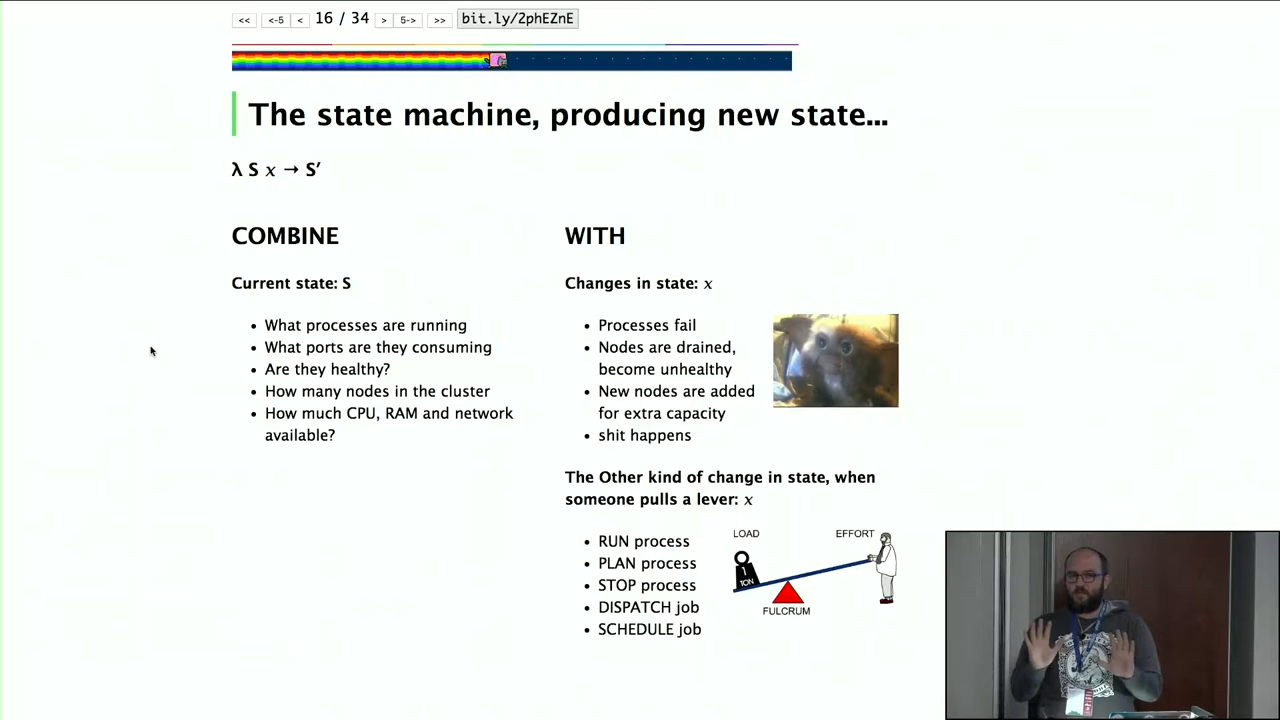 << <-5 < 16 / 34 > 5-> >> bit.ly/2phEZnE
The state machine, producing new state...
λ S x → S′
COMBINE
Current state: S
• What processes are running
• What ports are they consuming
• Are they healthy?
• How many nodes in the cluster
• How much CPU, RAM and network
available?
WITH
Changes in state: x
• Processes fail
• Nodes are drained,
become unhealthy
• New nodes are added
for extra capacity
• shit happens
The Other kind of change in state, when
someone pulls a lever: x
• RUN process
• PLAN process
• STOP process
• DISPATCH job
• SCHEDULE job
LOAD
EFFORT
1
TON
FULCRUM